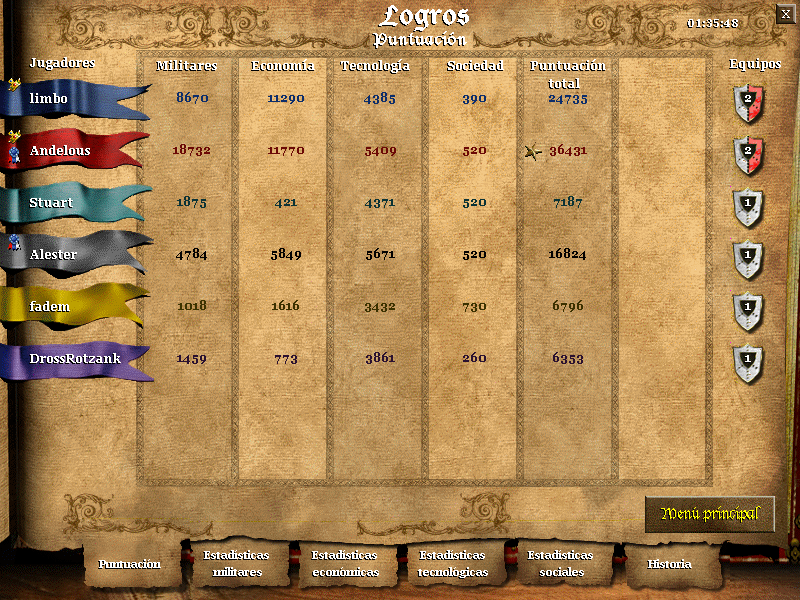 Logros
Puntuación
01:35:48
X
Jugadores Militares Economía Tecnología Sociedad Puntuación total Equipos
limbo 8670 11290 4385 390 24735 2
Andelous 18732 11770 5409 520 36431 2
Stuart 1875 421 4371 520 7187 1
Alester 4784 5849 5671 520 16824 1
fadem 1018 1616 3432 730 6796 1
DrossRotzank 1459 773 3861 260 6353 1
Menú principal
Puntuación Estadísticas militares Estadísticas económicas Estadísticas tecnológicas Estadísticas sociales Historia